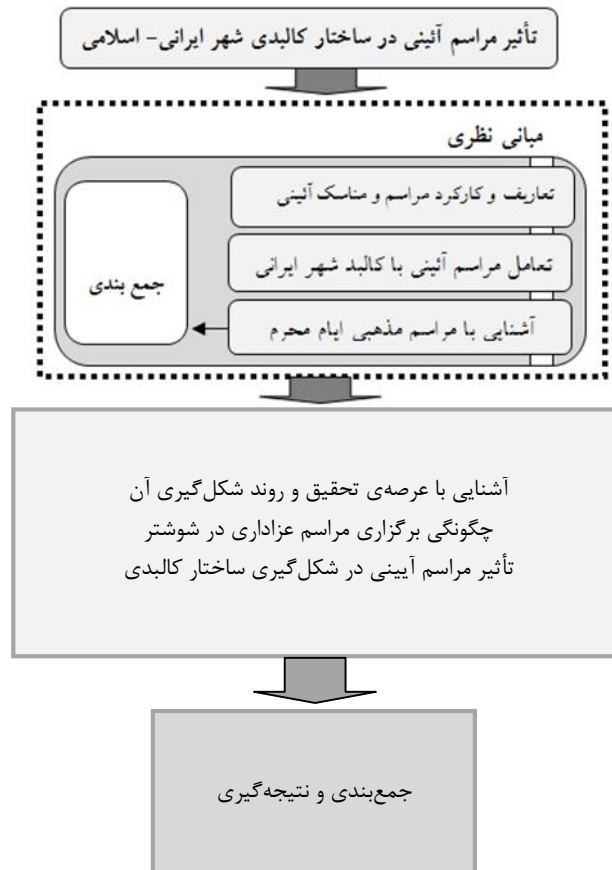 تأثیر مراسم آئینی در ساختار کالبدی شهر ایرانی- اسلامی
مبانی نظری
تعاریف و کارکرد مراسم و مناسک آئینی
تعامل مراسم آئینی با کالبد شهر ایرانی
آشنایی با مراسم مذهبی ایام محرم
جمع بندی
آشنایی با عرصه‌ی تحقیق و روند شکل‌گیری آن
چگونگی برگزاری مراسم عزاداری در شوشتر
تأثیر مراسم آیینی در شکل‌گیری ساختار کالبدی
جمع‌بندی و نتیجه‌گیری